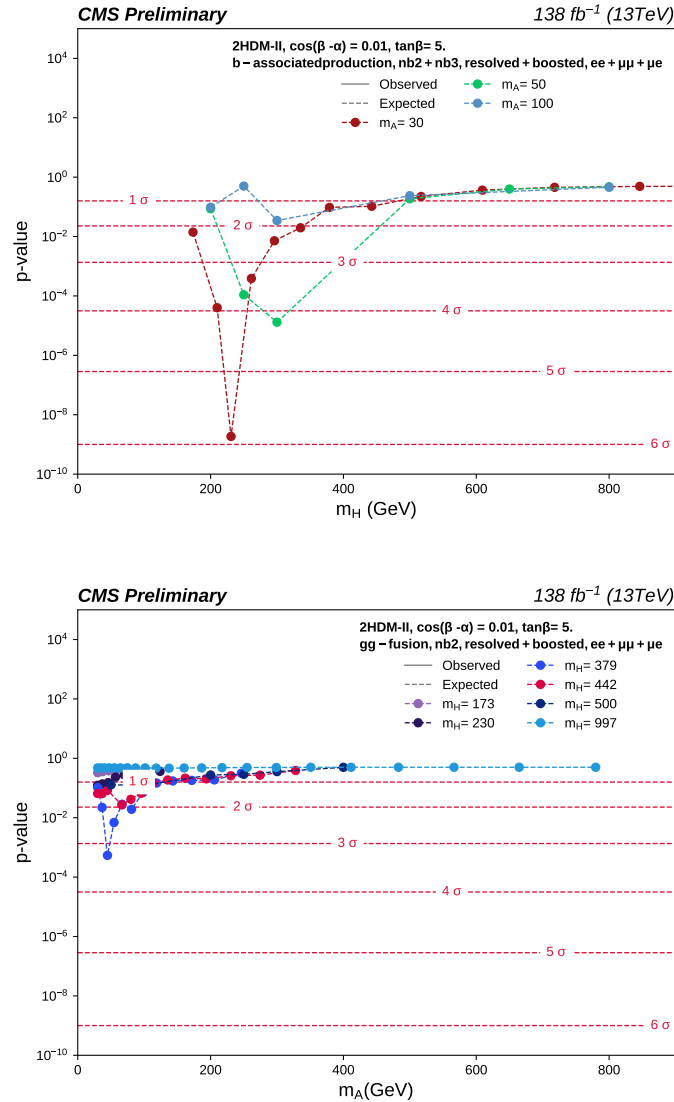 CMS Preliminary 138 fb⁻¹ (13TeV)
2HDM-II, cos(β -α) = 0.01, tanβ= 5.
b − associatedproduction, nb2 + nb3, resolved + boosted, ee + μμ + μe
Observed
Expected
m_A= 30
m_A= 50
m_A= 100
10⁴
10²
10⁰
10⁻²
10⁻⁴
10⁻⁶
10⁻⁸
10⁻¹⁰
p-value
1 σ
2 σ
3 σ
4 σ
5 σ
6 σ
0 200 400 600 800
m_H (GeV)
CMS Preliminary 138 fb⁻¹ (13TeV)
2HDM-II, cos(β -α) = 0.01, tanβ= 5.
gg − fusion, nb2, resolved + boosted, ee + μμ + μe
Observed
Expected
m_H= 173
m_H= 230
m_H= 379
m_H= 442
m_H= 500
m_H= 997
10⁴
10²
10⁰
10⁻²
10⁻⁴
10⁻⁶
10⁻⁸
10⁻¹⁰
p-value
1 σ
2 σ
3 σ
4 σ
5 σ
6 σ
0 200 400 600 800
m_A(GeV)